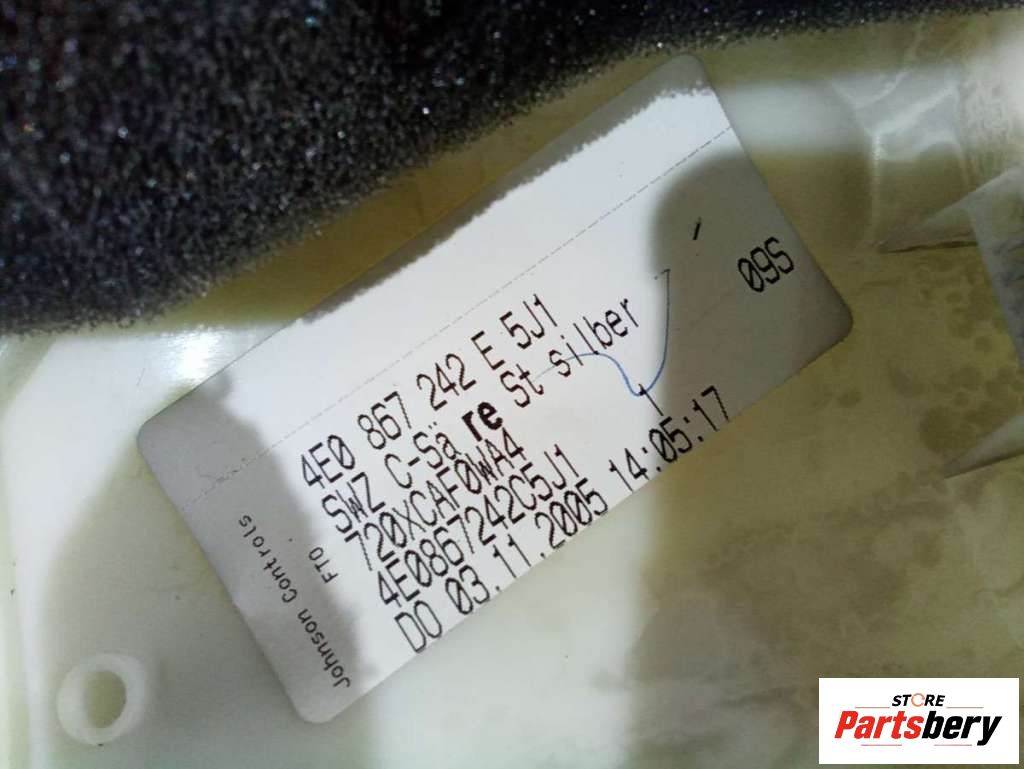 4E0 867 242 E 5J1
SWZ C-Sä re St silber
720XCAF0WA4
4E0867242C5J1
DO 03.11.2005 14:05:17
09S
Johnson Controls
FTO
STORE
Partsbery